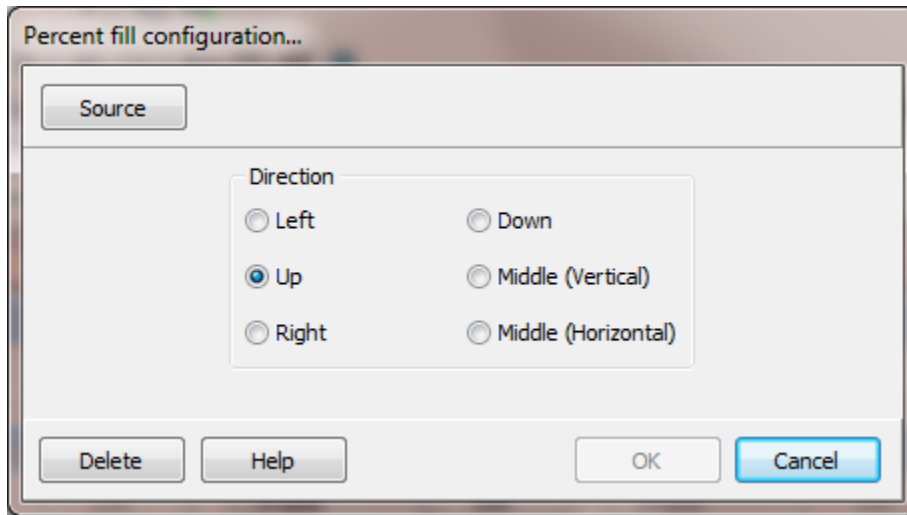 Percent fill configuration...
Source
Direction
Left
Down
Up
Middle (Vertical)
Right
Middle (Horizontal)
Delete
Help
OK
Cancel